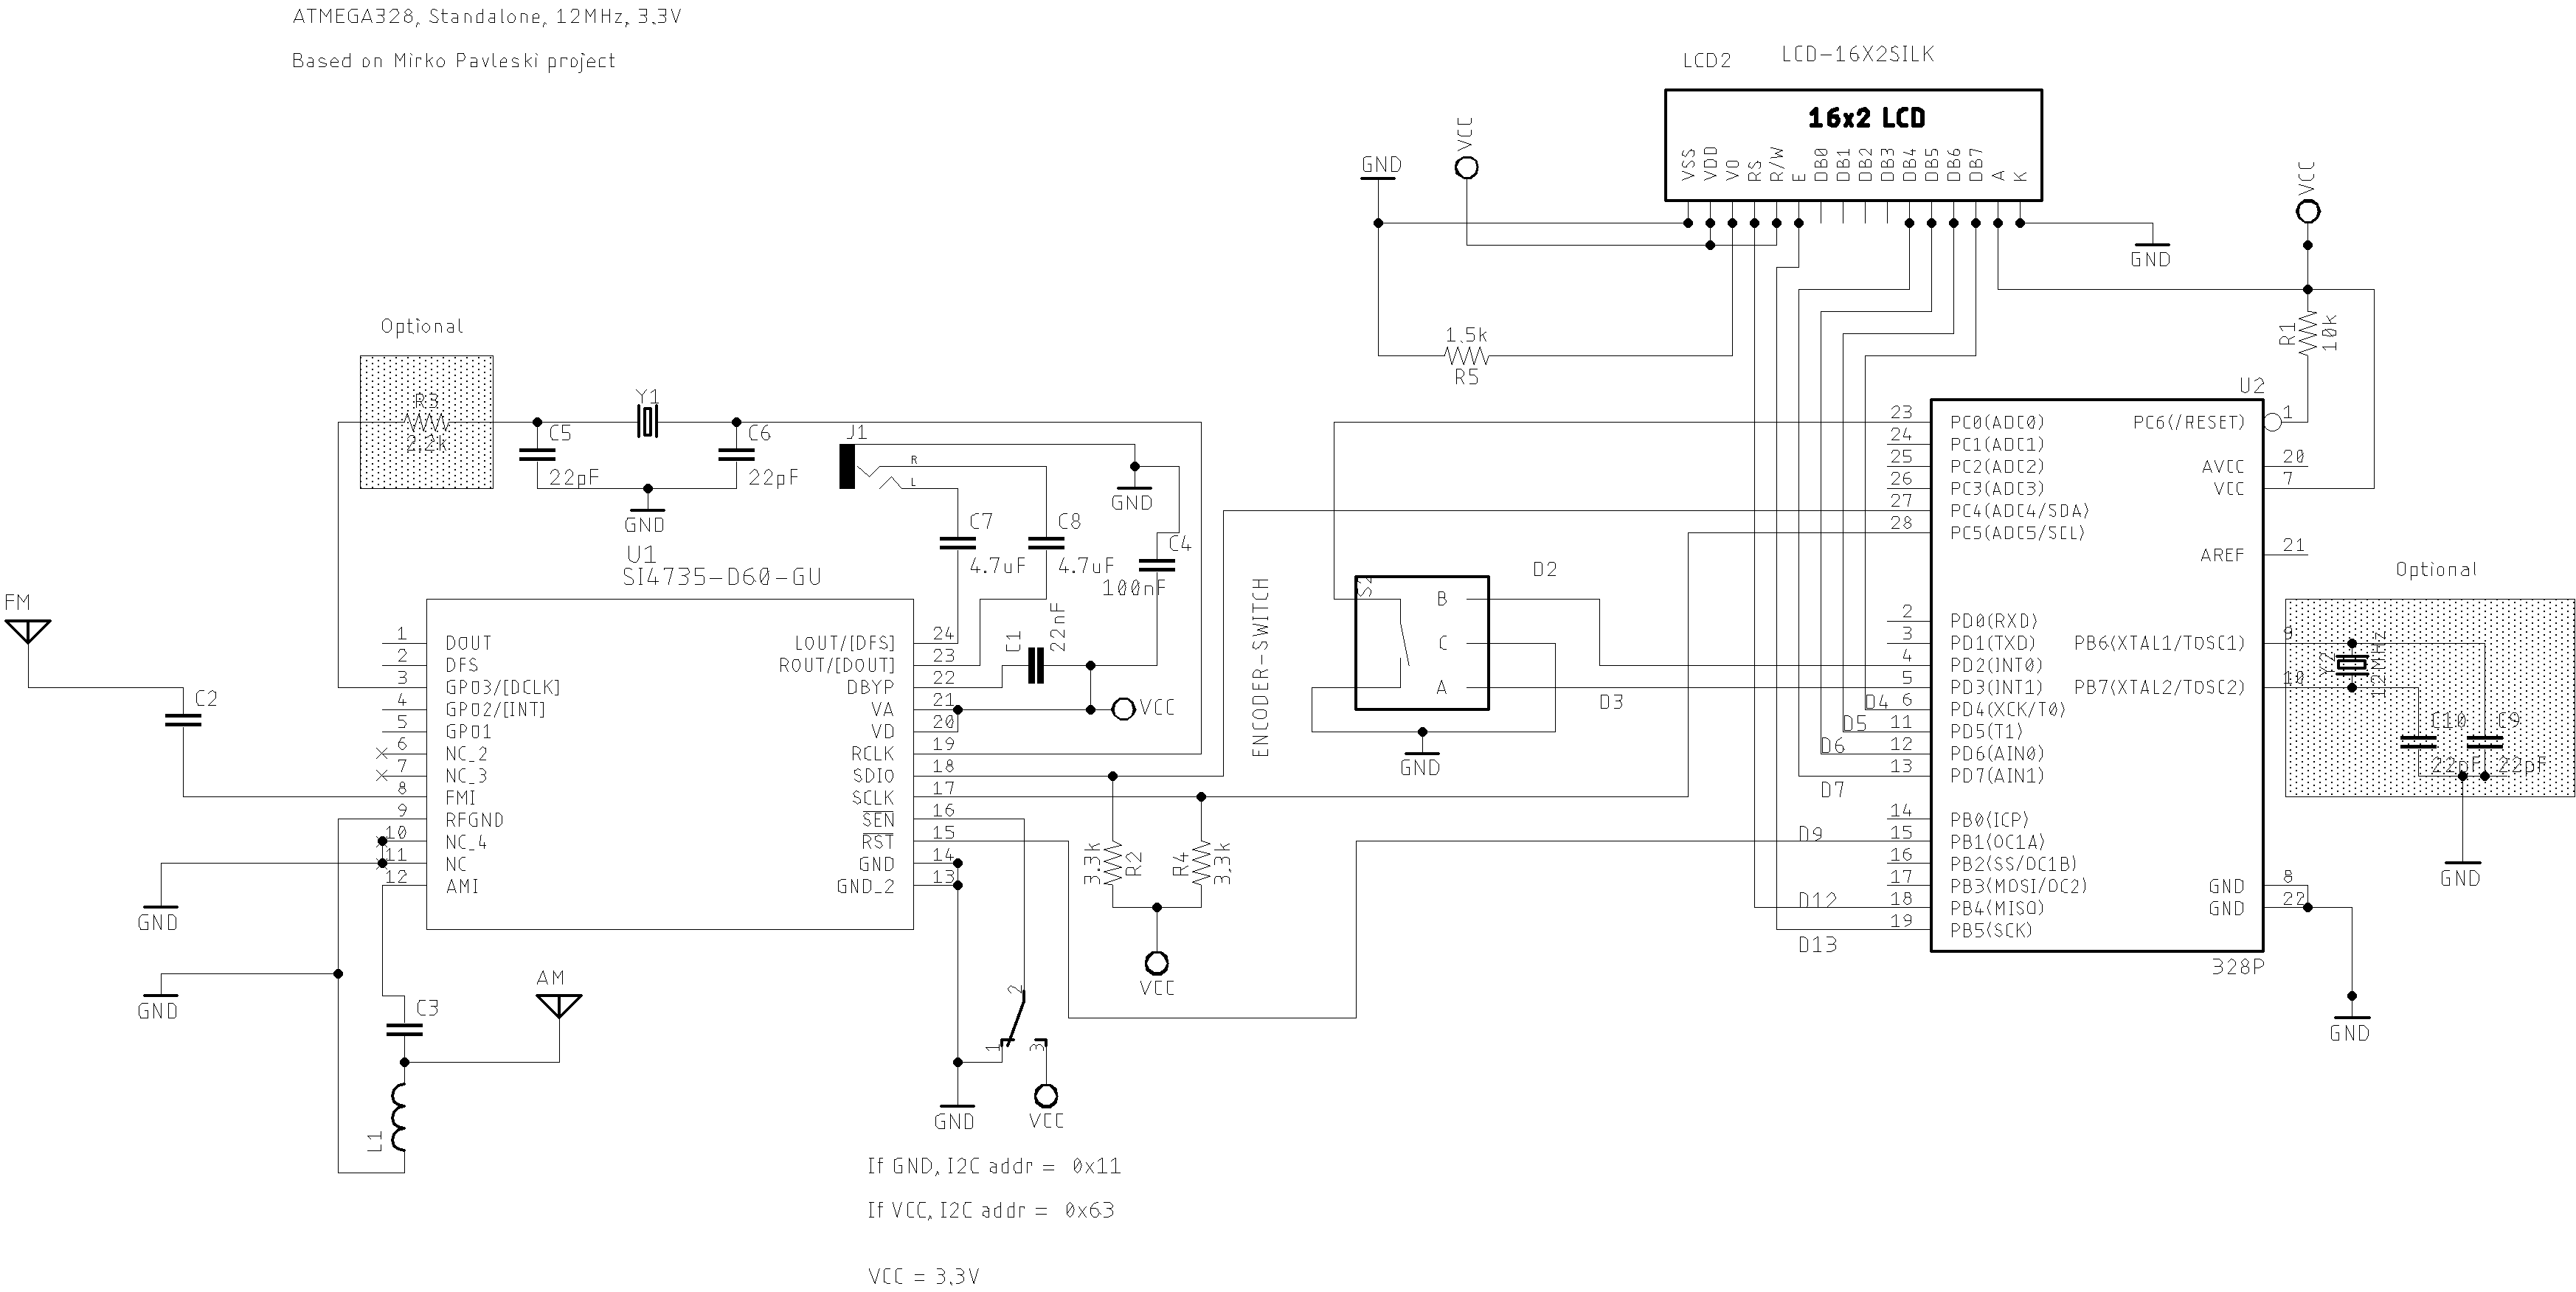 ATMEGA328, Standalone, 12MHz, 3.3V
Based on Mirko Pavleski project
LCD2
LCD-16X2SILK
16x2 LCD
VSS
VDD
VO
RS
R/W
E
DB0
DB1
DB2
DB3
DB4
DB5
DB6
DB7
A
K
GND
VCC
GND
VCC
1.5k
R5
R1
10k
Optional
R3
2.2k
Y1
C5
22pF
C6
22pF
GND
J1
R
L
GND
C7
4.7uF
C8
4.7uF
C4
100nF
C1
22nF
U1
SI4735-D60-GU
1 DOUT
2 DFS
3 GPO3/[DCLK]
4 GPO2/[INT]
5 GPO1
6 NC_2
7 NC_3
8 FMI
9 RFGND
10 NC_4
11 NC
12 AMI
LOUT/[DFS] 24
ROUT/[DOUT] 23
DBYP 22
VA 21
VD 20
RCLK 19
SDIO 18
SCLK 17
SEN 16
RST 15
GND 14
GND_2 13
VCC
FM
C2
GND
GND
AM
C3
L1
3.3k
R2
R4
3.3k
VCC
2
1
3
GND
VCC
If GND, I2C addr = 0x11
If VCC, I2C addr = 0x63
VCC = 3.3V
ENCODER-SWITCH
S2
B
C
A
GND
D2
D3
D4
D5
D6
D7
D9
D12
D13
U2
23 PC0(ADC0)
24 PC1(ADC1)
25 PC2(ADC2)
26 PC3(ADC3)
27 PC4(ADC4/SDA)
28 PC5(ADC5/SCL)
2 PD0(RXD)
3 PD1(TXD)
4 PD2(INT0)
5 PD3(INT1)
6 PD4(XCK/T0)
11 PD5(T1)
12 PD6(AIN0)
13 PD7(AIN1)
14 PB0(ICP)
15 PB1(OC1A)
16 PB2(SS/OC1B)
17 PB3(MOSI/OC2)
18 PB4(MISO)
19 PB5(SCK)
PC6(/RESET) 1
AVCC 20
VCC 7
AREF 21
PB6(XTAL1/TOSC1) 9
PB7(XTAL2/TOSC2) 10
GND 8
GND 22
328P
Optional
Y2
12MHz
C10
22pF
C9
22pF
GND
GND